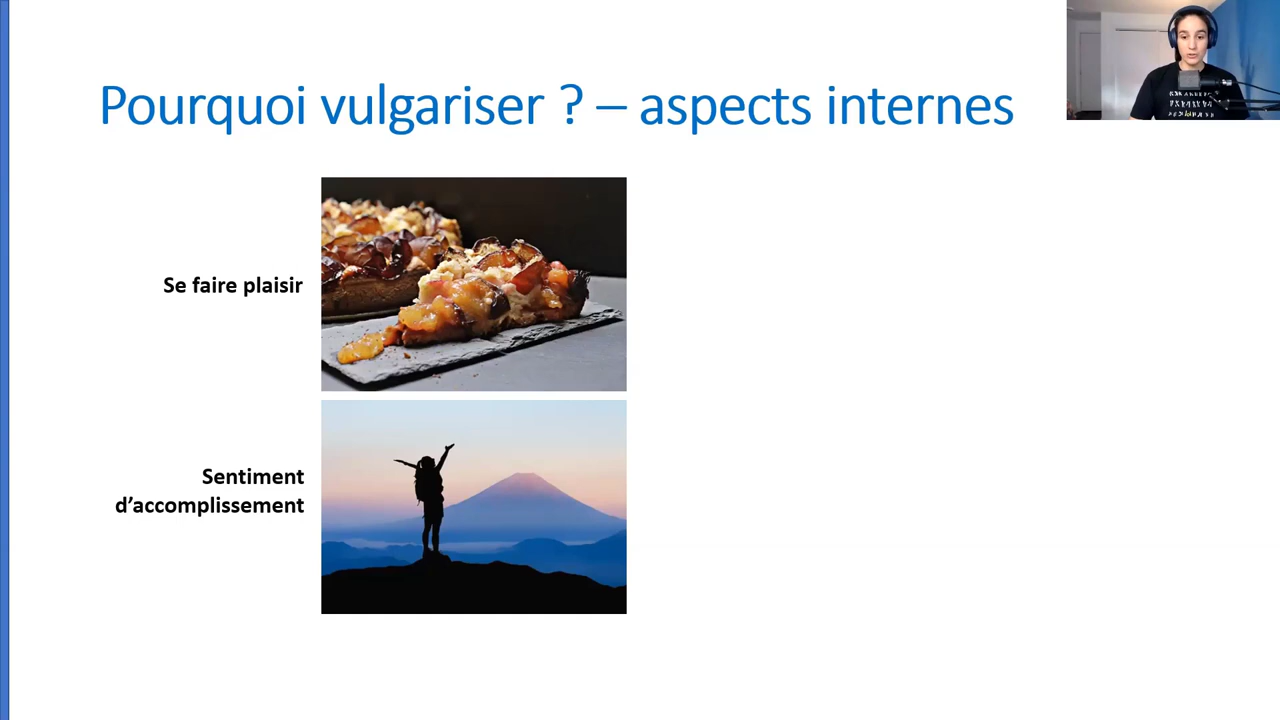 Pourquoi vulgariser ? – aspects internes
Se faire plaisir
Sentiment
d’accomplissement